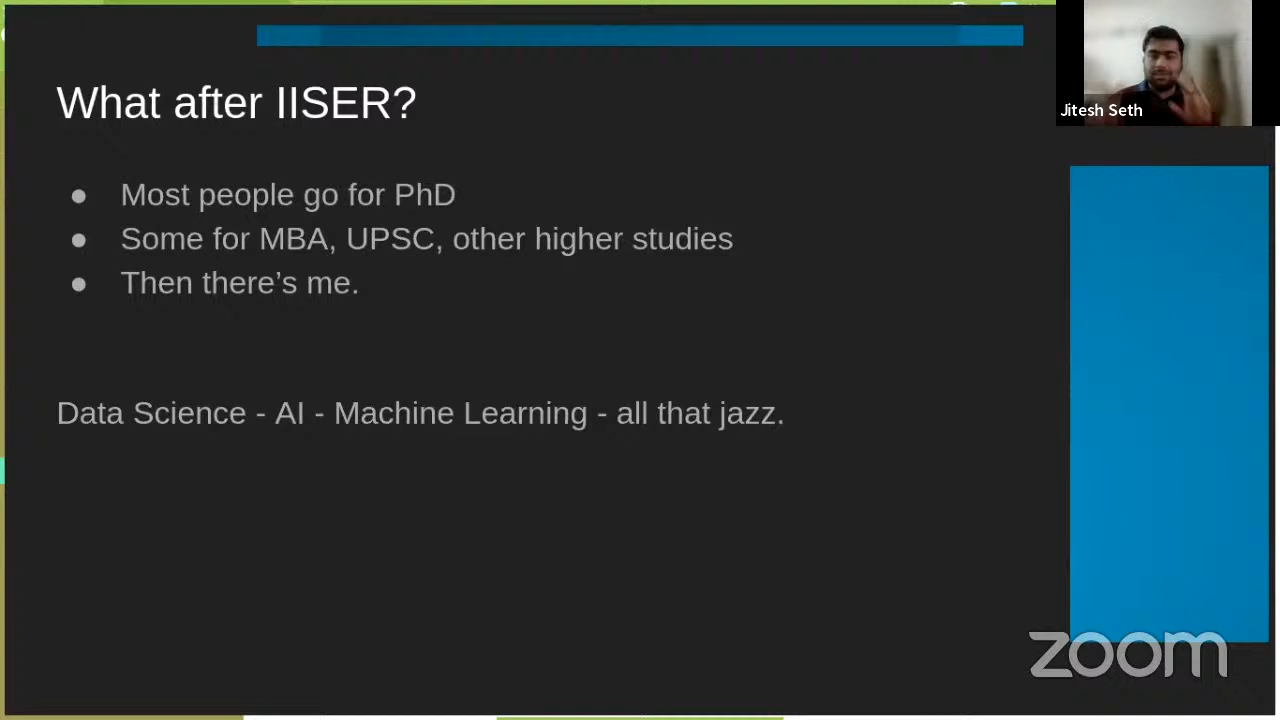 What after IISER?
Jitesh Seth
● Most people go for PhD
● Some for MBA, UPSC, other higher studies
● Then there’s me.
Data Science - AI - Machine Learning - all that jazz.
zoom